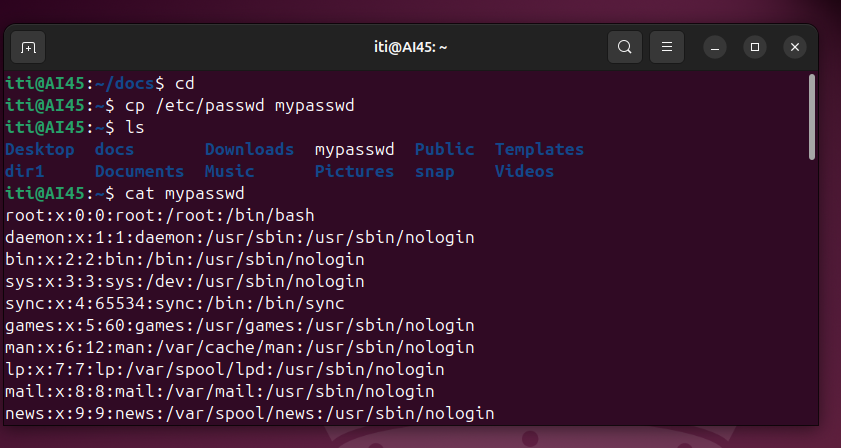 iti@AI45: ~
iti@AI45:~/docs$ cd
iti@AI45:~$ cp /etc/passwd mypasswd
iti@AI45:~$ ls
Desktop  docs       Downloads  mypasswd  Public  Templates
dir1     Documents  Music      Pictures  snap    Videos
iti@AI45:~$ cat mypasswd
root:x:0:0:root:/root:/bin/bash
daemon:x:1:1:daemon:/usr/sbin:/usr/sbin/nologin
bin:x:2:2:bin:/bin:/usr/sbin/nologin
sys:x:3:3:sys:/dev:/usr/sbin/nologin
sync:x:4:65534:sync:/bin:/bin/sync
games:x:5:60:games:/usr/games:/usr/sbin/nologin
man:x:6:12:man:/var/cache/man:/usr/sbin/nologin
lp:x:7:7:lp:/var/spool/lpd:/usr/sbin/nologin
mail:x:8:8:mail:/var/mail:/usr/sbin/nologin
news:x:9:9:news:/var/spool/news:/usr/sbin/nologin